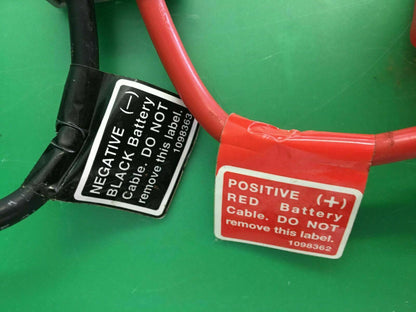 NEGATIVE (−)
BLACK Battery
Cable. DO NOT
remove this label.
1098363
POSITIVE (+)
RED Battery
Cable. DO NOT
remove this label.
1098362